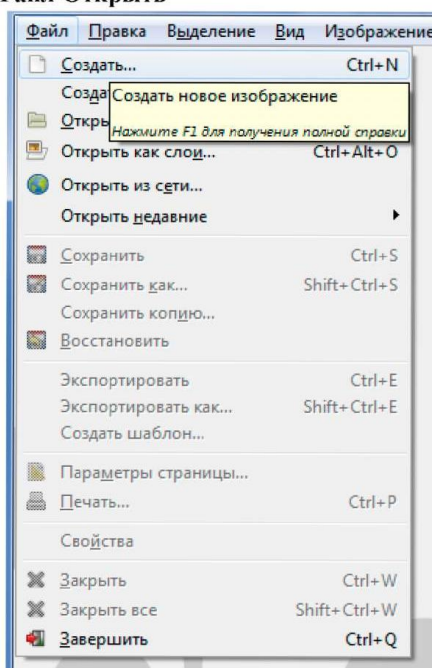 Файл Правка Выделение Вид Изображение
Создать... Ctrl+N
Созда
Создать новое изображение
Откры
Нажмите F1 для получения полной справки
Открыть как слои... Ctrl+Alt+O
Открыть из сети...
Открыть недавние
Сохранить Ctrl+S
Сохранить как... Shift+Ctrl+S
Сохранить копию...
Восстановить
Экспортировать Ctrl+E
Экспортировать как... Shift+Ctrl+E
Создать шаблон...
Параметры страницы...
Печать... Ctrl+P
Свойства
Закрыть Ctrl+W
Закрыть все Shift+Ctrl+W
Завершить Ctrl+Q